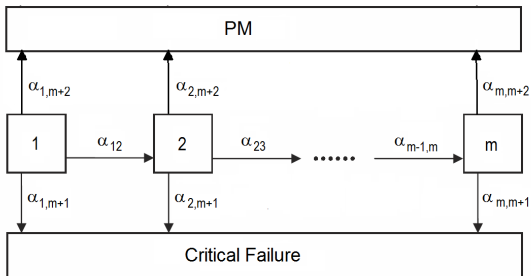 PM
α1,m+2 α2,m+2 αm,m+2
1 α12 2 α23 ...... αm-1,m m
α1,m+1 α2,m+1 αm,m+1
Critical Failure